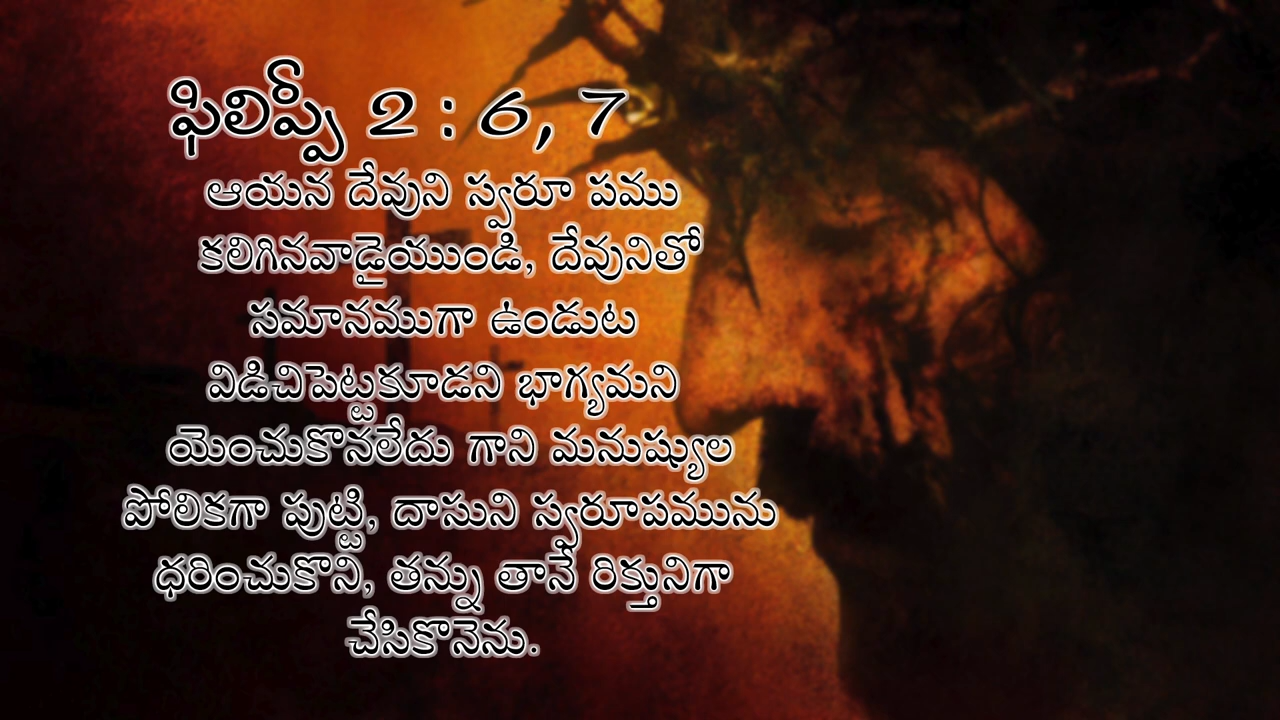 ఫిలిప్పీ 2 : 6, 7
ఆయన దేవుని స్వరూ పము
కలిగినవాడైయుండి, దేవునితో
సమానముగా ఉండుట
విడిచిపెట్టకూడని భాగ్యమని
యెంచుకొనలేదు గాని మనుష్యుల
పోలికగా పుట్టి, దాసుని స్వరూపమును
ధరించుకొని, తన్ను తానే రిక్తునిగా
చేసికొనెను.